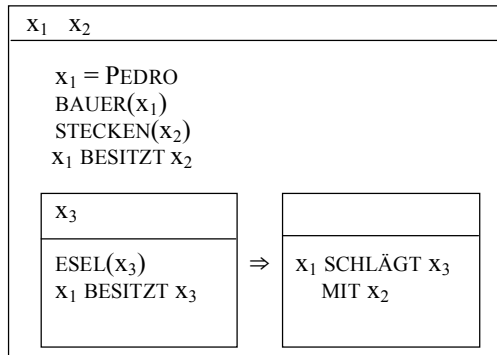 x₁ x₂
x₁ = PEDRO
BAUER(x₁)
STECKEN(x₂)
x₁ BESITZT x₂
x₃
ESEL(x₃)
x₁ BESITZT x₃
⇒
x₁ SCHLÄGT x₃
MIT x₂